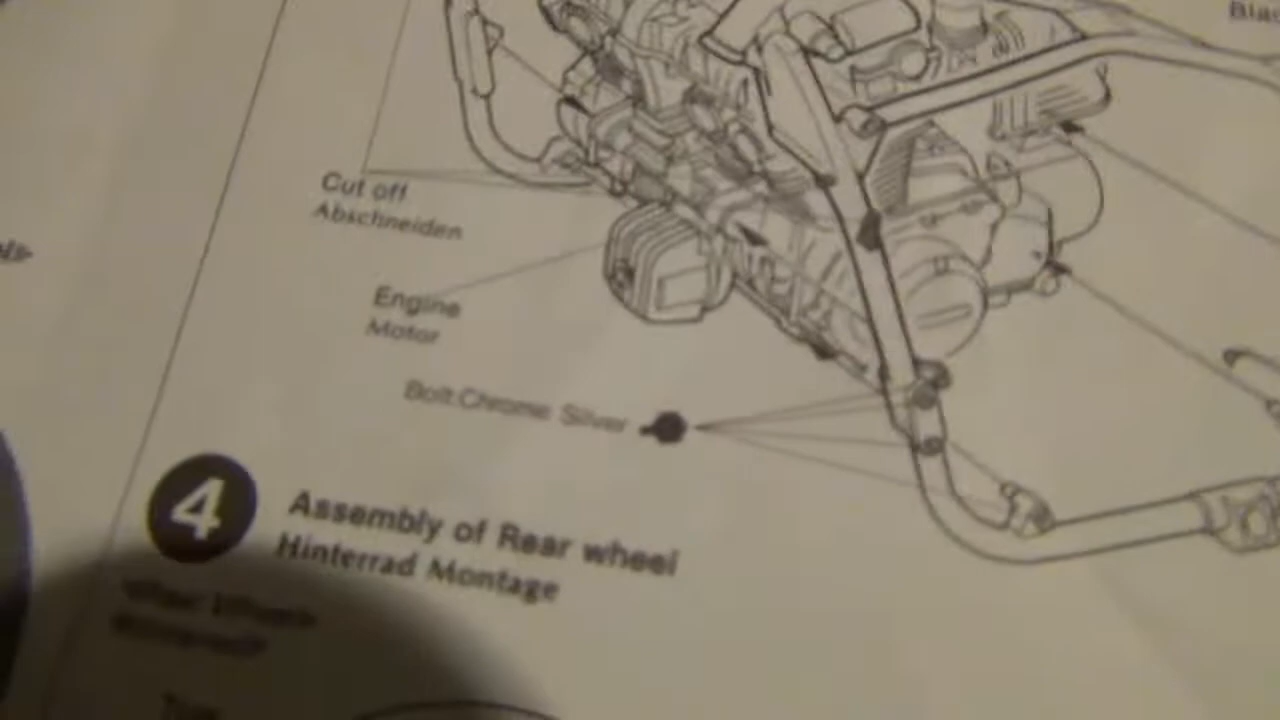 Cut off
Abschneiden
Engine
Motor
Bolt:Chrome Silver
4
Assembly of Rear wheel
Hinterrad Montage